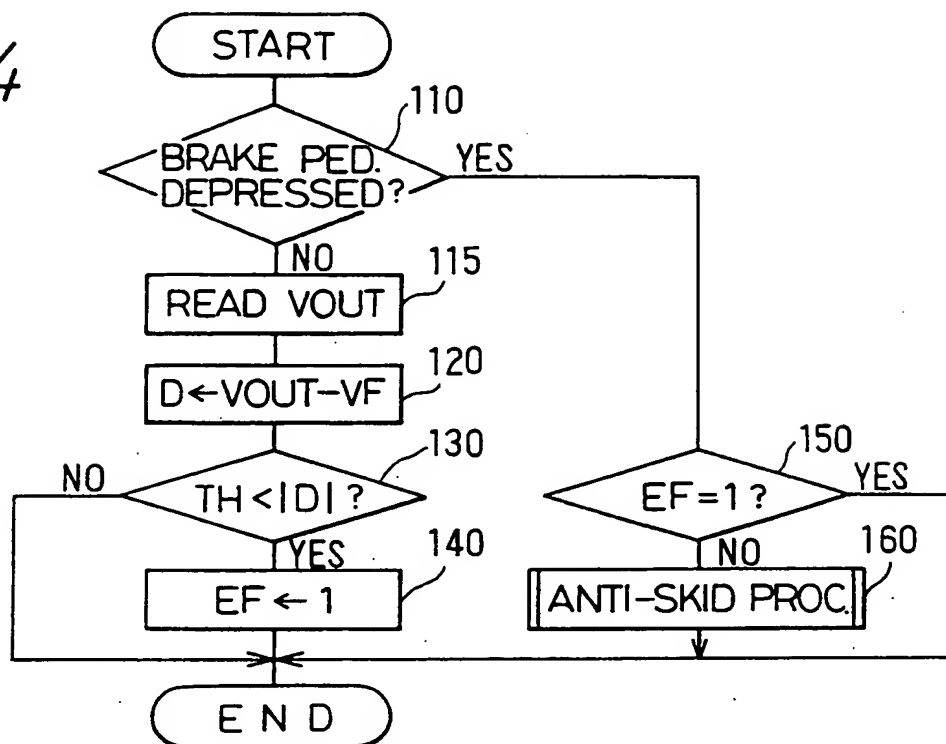 4
START
110
BRAKE PED.
DEPRESSED?
YES
NO
115
READ VOUT
120
D←VOUT-VF
130
NO
TH<|D|?
YES
140
EF←1
150
EF=1?
YES
NO
160
ANTI-SKID PROC.
END